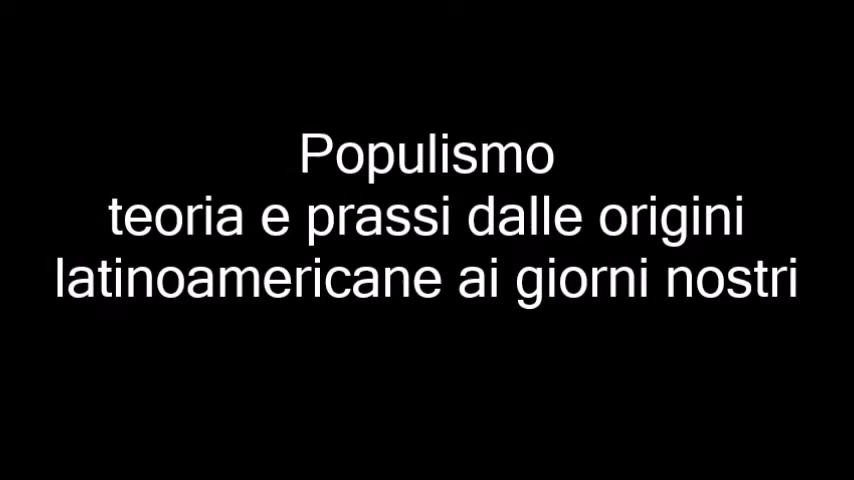 Populismo
teoria e prassi dalle origini
latinoamericane ai giorni nostri